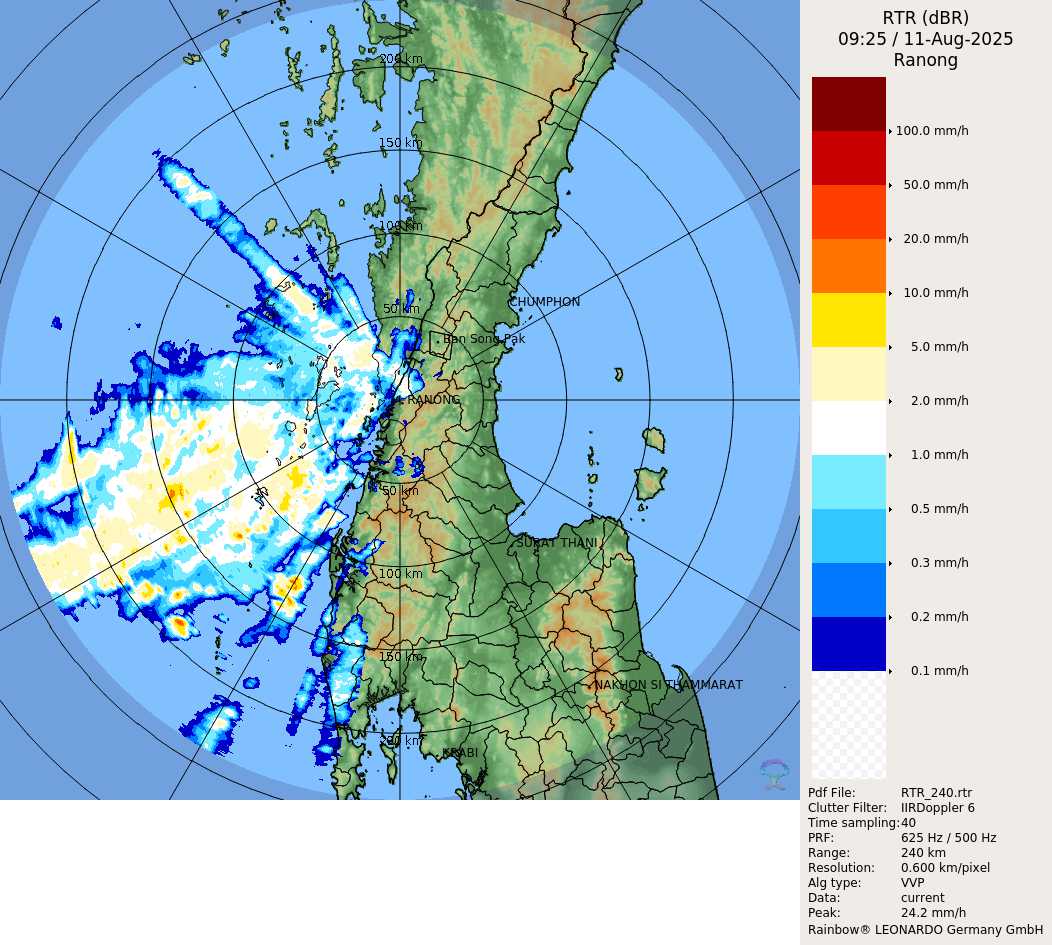 RTR (dBR)
09:25 / 11-Aug-2025
Ranong
200 km
150 km
100 km
CHUMPHON
50 km
Ban Song Pak
RANONG
50 km
SURAT THANI
100 km
150 km
NAKHON SI THAMMARAT
200 km
KRABI
100.0 mm/h
50.0 mm/h
20.0 mm/h
10.0 mm/h
5.0 mm/h
2.0 mm/h
1.0 mm/h
0.5 mm/h
0.3 mm/h
0.2 mm/h
0.1 mm/h
Pdf File: RTR_240.rtr
Clutter Filter: IIRDoppler 6
Time sampling:40
PRF: 625 Hz / 500 Hz
Range: 240 km
Resolution: 0.600 km/pixel
Alg type: VVP
Data: current
Peak: 24.2 mm/h
Rainbow® LEONARDO Germany GmbH